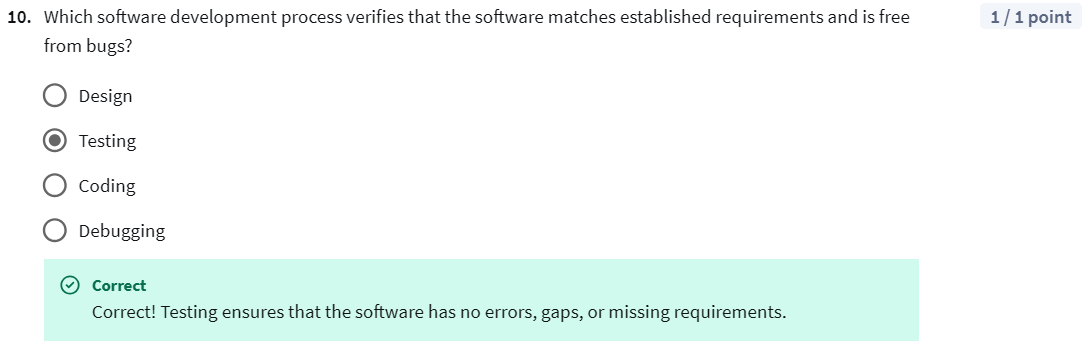 10. Which software development process verifies that the software matches established requirements and is free 1 / 1 point
from bugs?
Design
Testing
Coding
Debugging
Correct
Correct! Testing ensures that the software has no errors, gaps, or missing requirements.